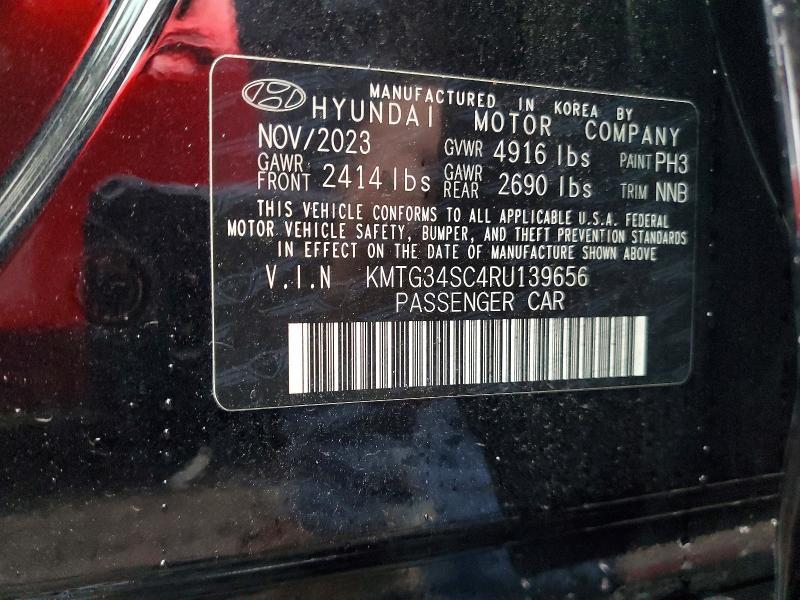 MANUFACTURED IN KOREA BY
HYUNDAI MOTOR COMPANY
NOV/2023 GVWR 4916 lbs PAINT PH3
GAWR FRONT 2414 lbs GAWR REAR 2690 lbs TRIM NNB
THIS VEHICLE CONFORMS TO ALL APPLICABLE U.S.A. FEDERAL
MOTOR VEHICLE SAFETY, BUMPER, AND THEFT PREVENTION STANDARDS
IN EFFECT ON THE DATE OF MANUFACTURE SHOWN ABOVE
V.I.N KMTG34SC4RU139656
PASSENGER CAR